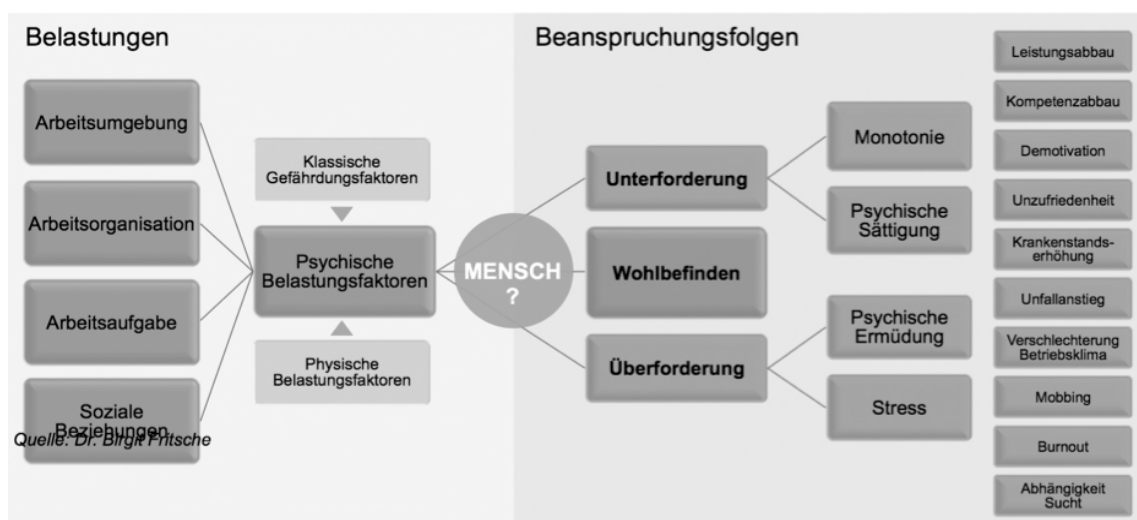 Belastungen
Arbeitsumgebung
Arbeitsorganisation
Arbeitsaufgabe
Soziale
Beziehungen
Quelle: Dr. Birgit Fritsche
Klassische
Gefährdungsfaktoren
Psychische
Belastungsfaktoren
Physische
Belastungsfaktoren
MENSCH
?
Beanspruchungsfolgen
Unterforderung
Wohlbefinden
Überforderung
Monotonie
Psychische
Sättigung
Psychische
Ermüdung
Stress
Leistungsabbau
Kompetenzabbau
Demotivation
Unzufriedenheit
Krankenstands-
erhöhung
Unfallanstieg
Verschlechterung
Betriebsklima
Mobbing
Burnout
Abhängigkeit
Sucht